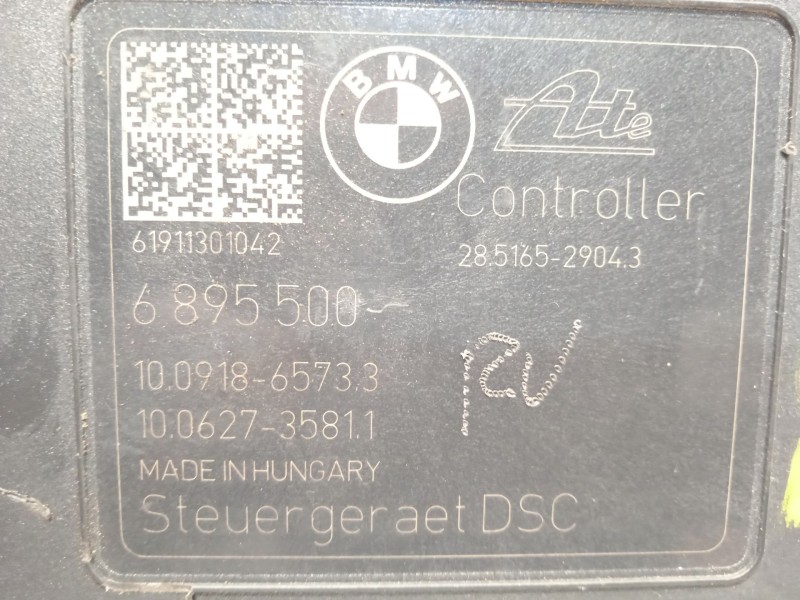 BMW
Ate
Controller
61911301042
28.5165-2904.3
6 895 500-
10.0918-6573.3
10.0627-3581.1
MADE IN HUNGARY
Steuergeraet DSC